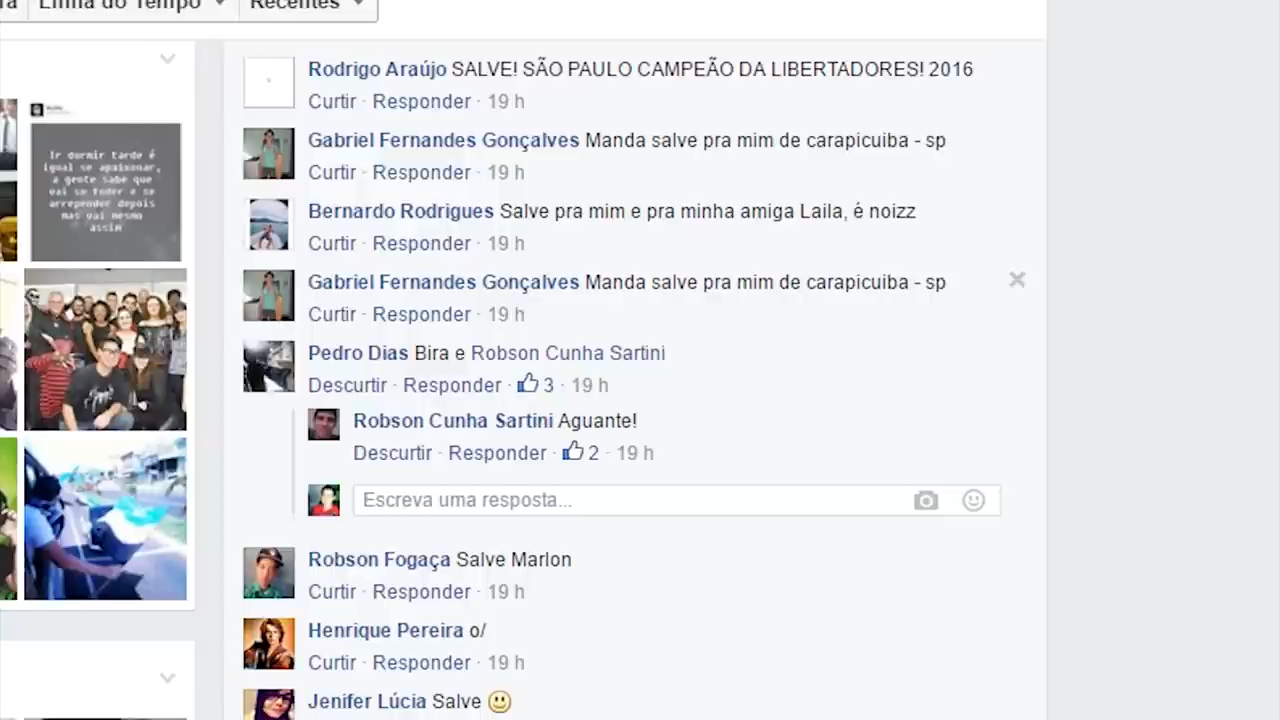 Linha do Tempo
Recentes
Rodrigo Araújo SALVE! SÃO PAULO CAMPEÃO DA LIBERTADORES! 2016
Curtir · Responder · 19 h
Gabriel Fernandes Gonçalves Manda salve pra mim de carapicuiba - sp
Curtir · Responder · 19 h
Bernardo Rodrigues Salve pra mim e pra minha amiga Laila, é noizz
Curtir · Responder · 19 h
Gabriel Fernandes Gonçalves Manda salve pra mim de carapicuiba - sp
Curtir · Responder · 19 h
Pedro Dias Bira e Robson Cunha Sartini
Descurtir · Responder · 3 · 19 h
Robson Cunha Sartini Aguante!
Descurtir · Responder · 2 · 19 h
Escreva uma resposta...
Robson Fogaça Salve Marlon
Curtir · Responder · 19 h
Henrique Pereira o/
Curtir · Responder · 19 h
Jenifer Lúcia Salve
Ir dormir tarde é
igual se apaixonar,
a gente sabe que
vai se foder e se
arrepender depois
mas vai mesmo
assim